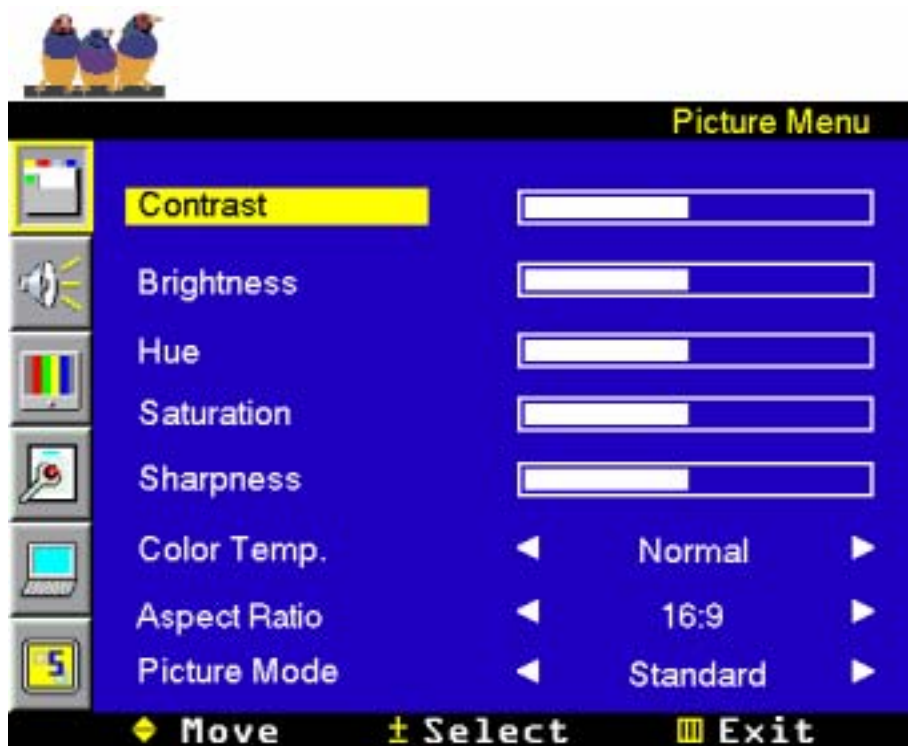 Picture Menu
Contrast
Brightness
Hue
Saturation
Sharpness
Color Temp. Normal
Aspect Ratio 16:9
Picture Mode Standard
5
Move ± Select Exit